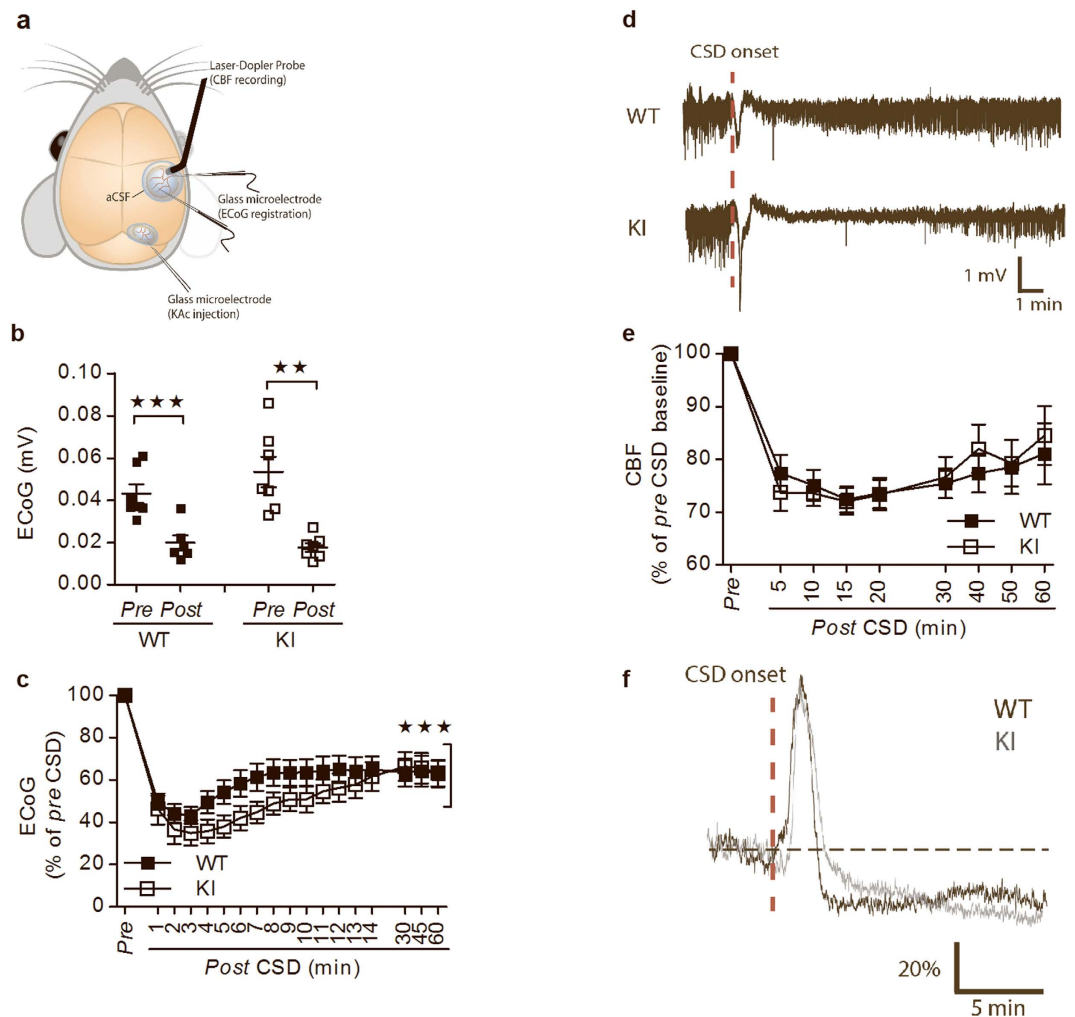 a
Laser-Dopler Probe
(CBF recording)
aCSF
Glass microelectrode
(ECoG registration)
Glass microelectrode
(KAc injection)
b
ECoG (mV)
0.10
0.08
0.06
0.04
0.02
0.00
★★★
★★
Pre Post Pre Post
WT KI
c
ECoG
(% of pre CSD)
100
80
60
40
20
0
★★★
WT
KI
Pre 1 2 3 4 5 6 7 8 9 10 11 12 13 14 30 45 60
Post CSD (min)
d
CSD onset
WT
KI
1 mV
1 min
e
CBF
(% of pre CSD baseline)
100
90
80
70
60
WT
KI
Pre 5 10 15 20 30 40 50 60
Post CSD (min)
f
CSD onset
WT
KI
20%
5 min